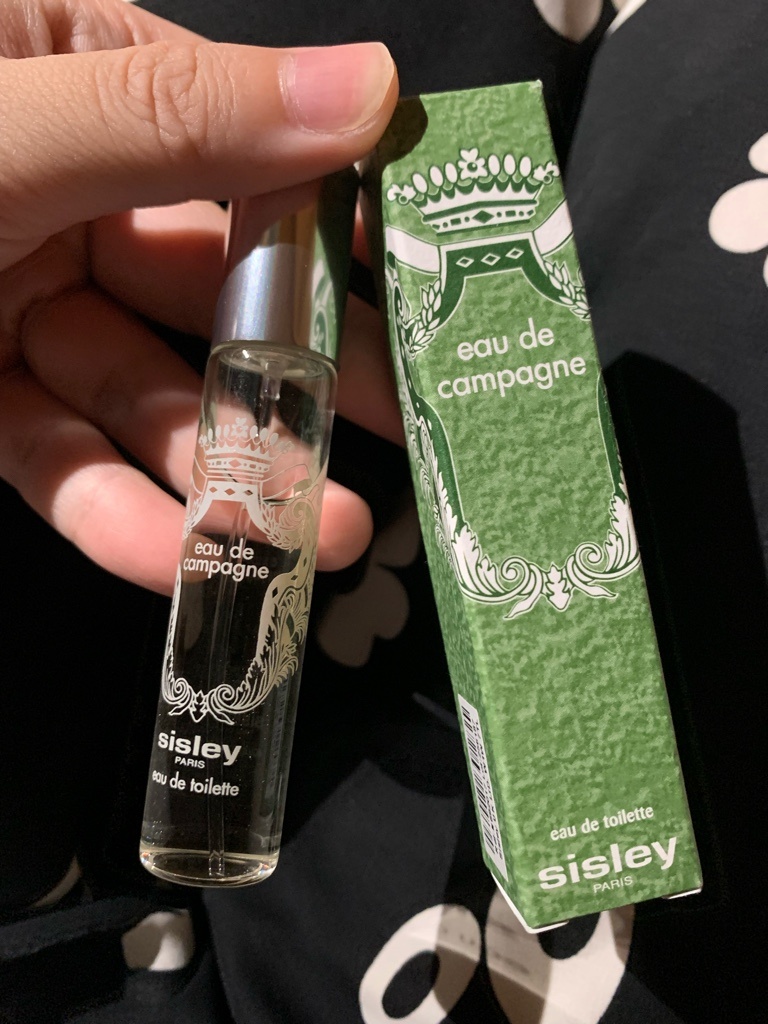 eau de
campagne
sisley
PARIS
eau de toilette
eau de
campagne
eau de toilette
sisley
PARIS